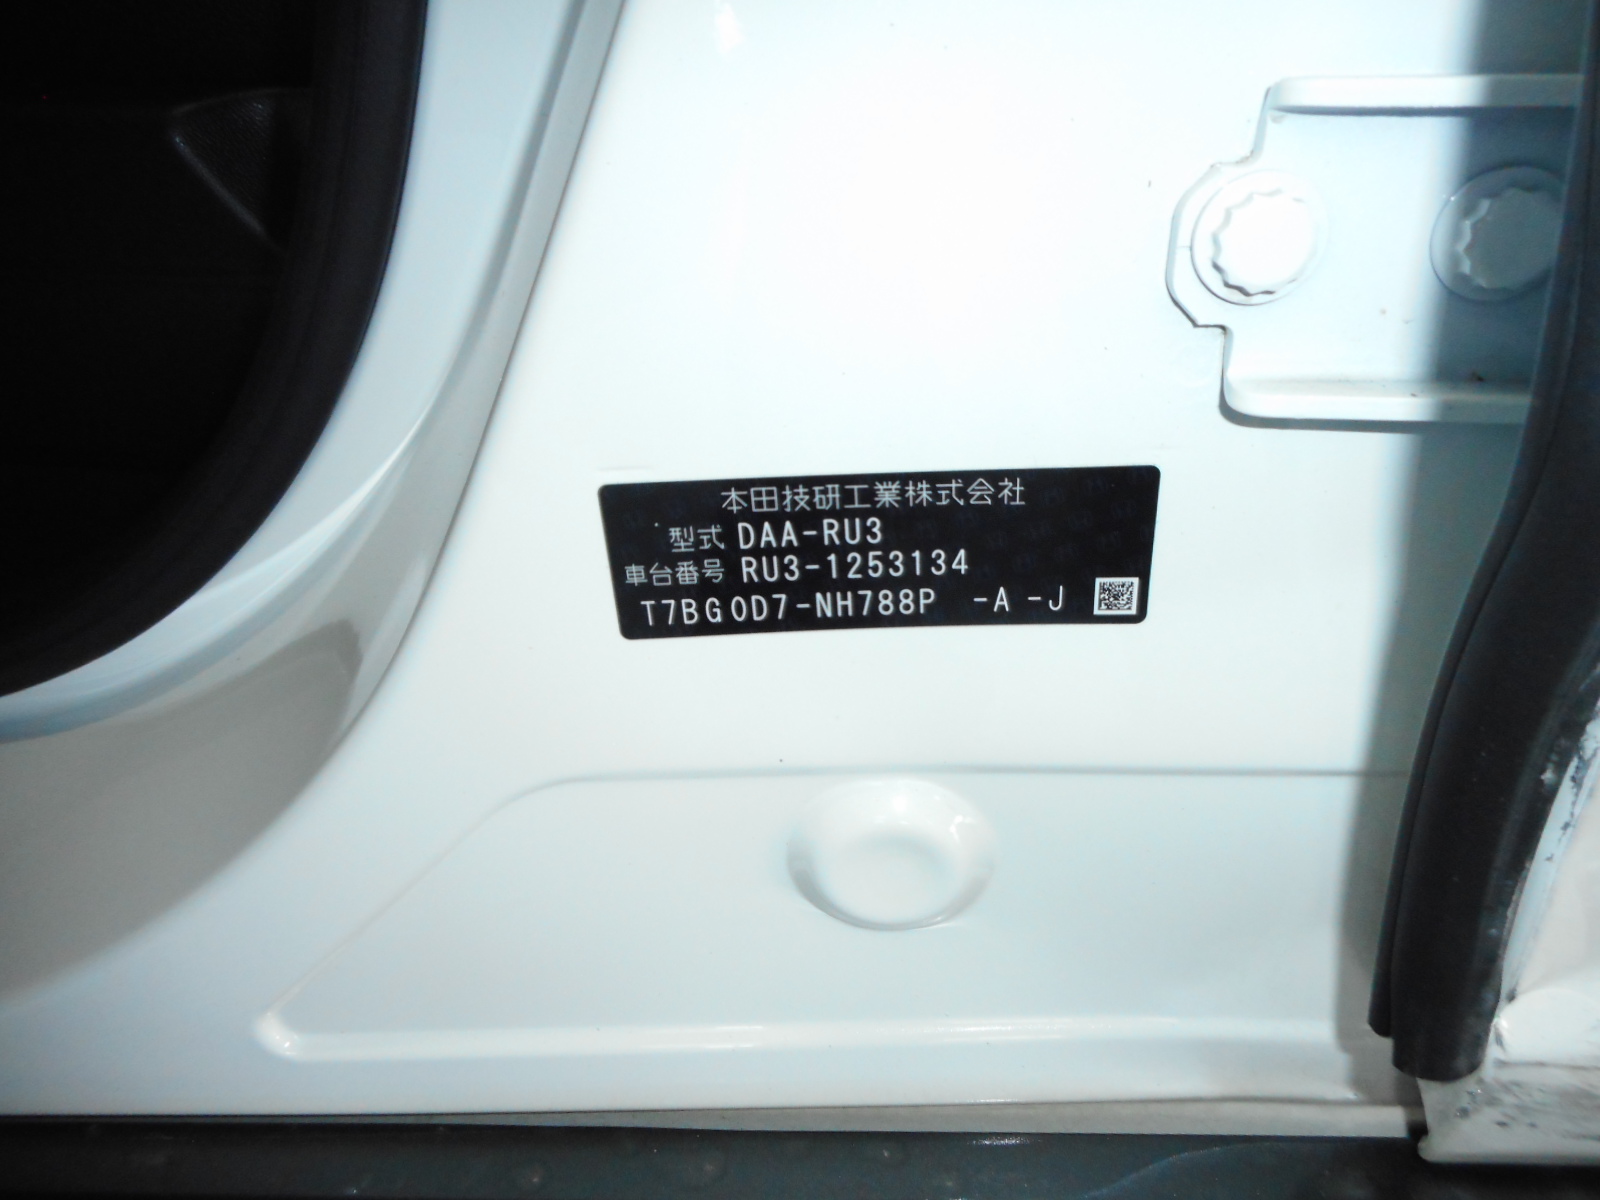 本田技研工業株式会社
型式 DAA-RU3
車台番号 RU3-1253134
T7BG0D7-NH788P -A -J